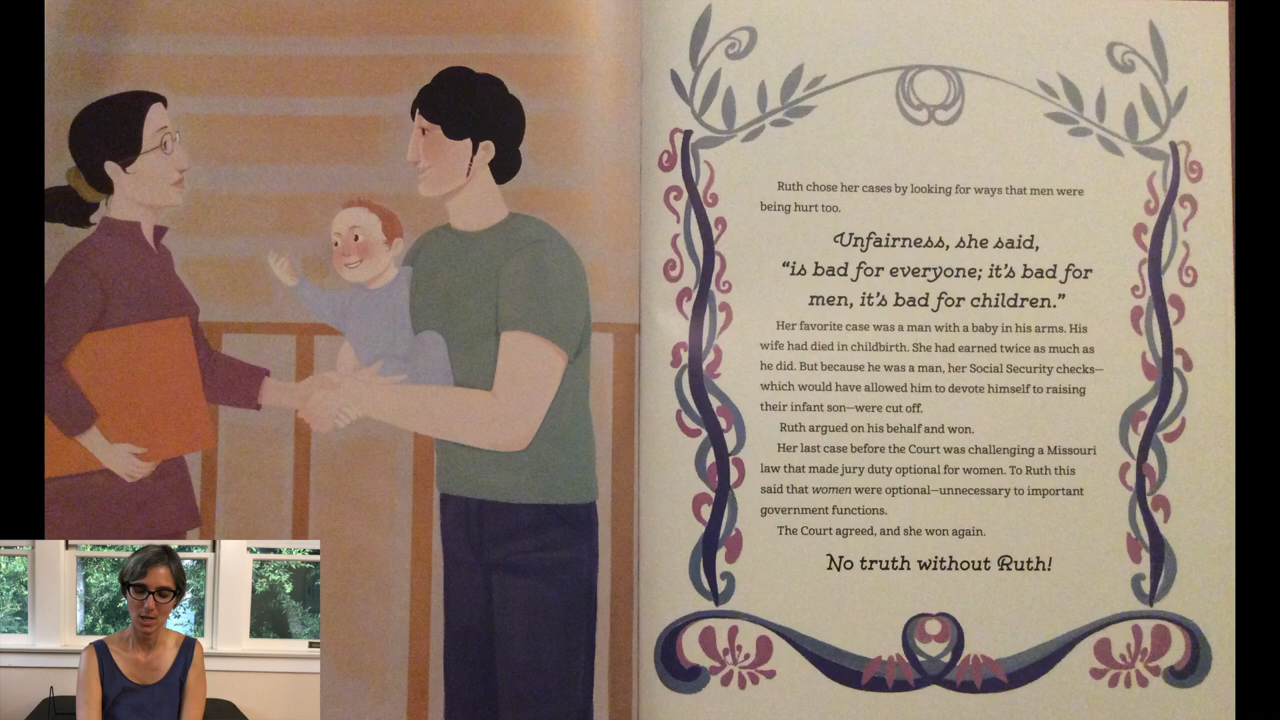 Ruth chose her cases by looking for ways that men were
being hurt too.
Unfairness, she said,
“is bad for everyone; it’s bad for
men, it’s bad for children.”
Her favorite case was a man with a baby in his arms. His
wife had died in childbirth. She had earned twice as much as
he did. But because he was a man, her Social Security checks—
which would have allowed him to devote himself to raising
their infant son—were cut off.
Ruth argued on his behalf and won.
Her last case before the Court was challenging a Missouri
law that made jury duty optional for women. To Ruth this
said that women were optional—unnecessary to important
government functions.
The Court agreed, and she won again.
No truth without Ruth!